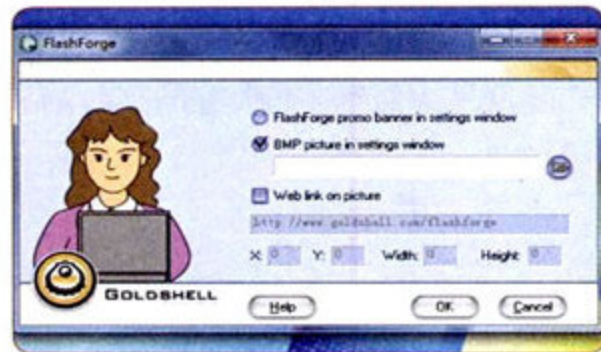 FlashForge
FlashForge promo banner in settings window
BMP picture in settings window
Web link on picture
http://www.goldshell.com/flashforge
X: 0 Y: 0 Width: 0 Height: 0
GOLDSHELL
Help OK Cancel